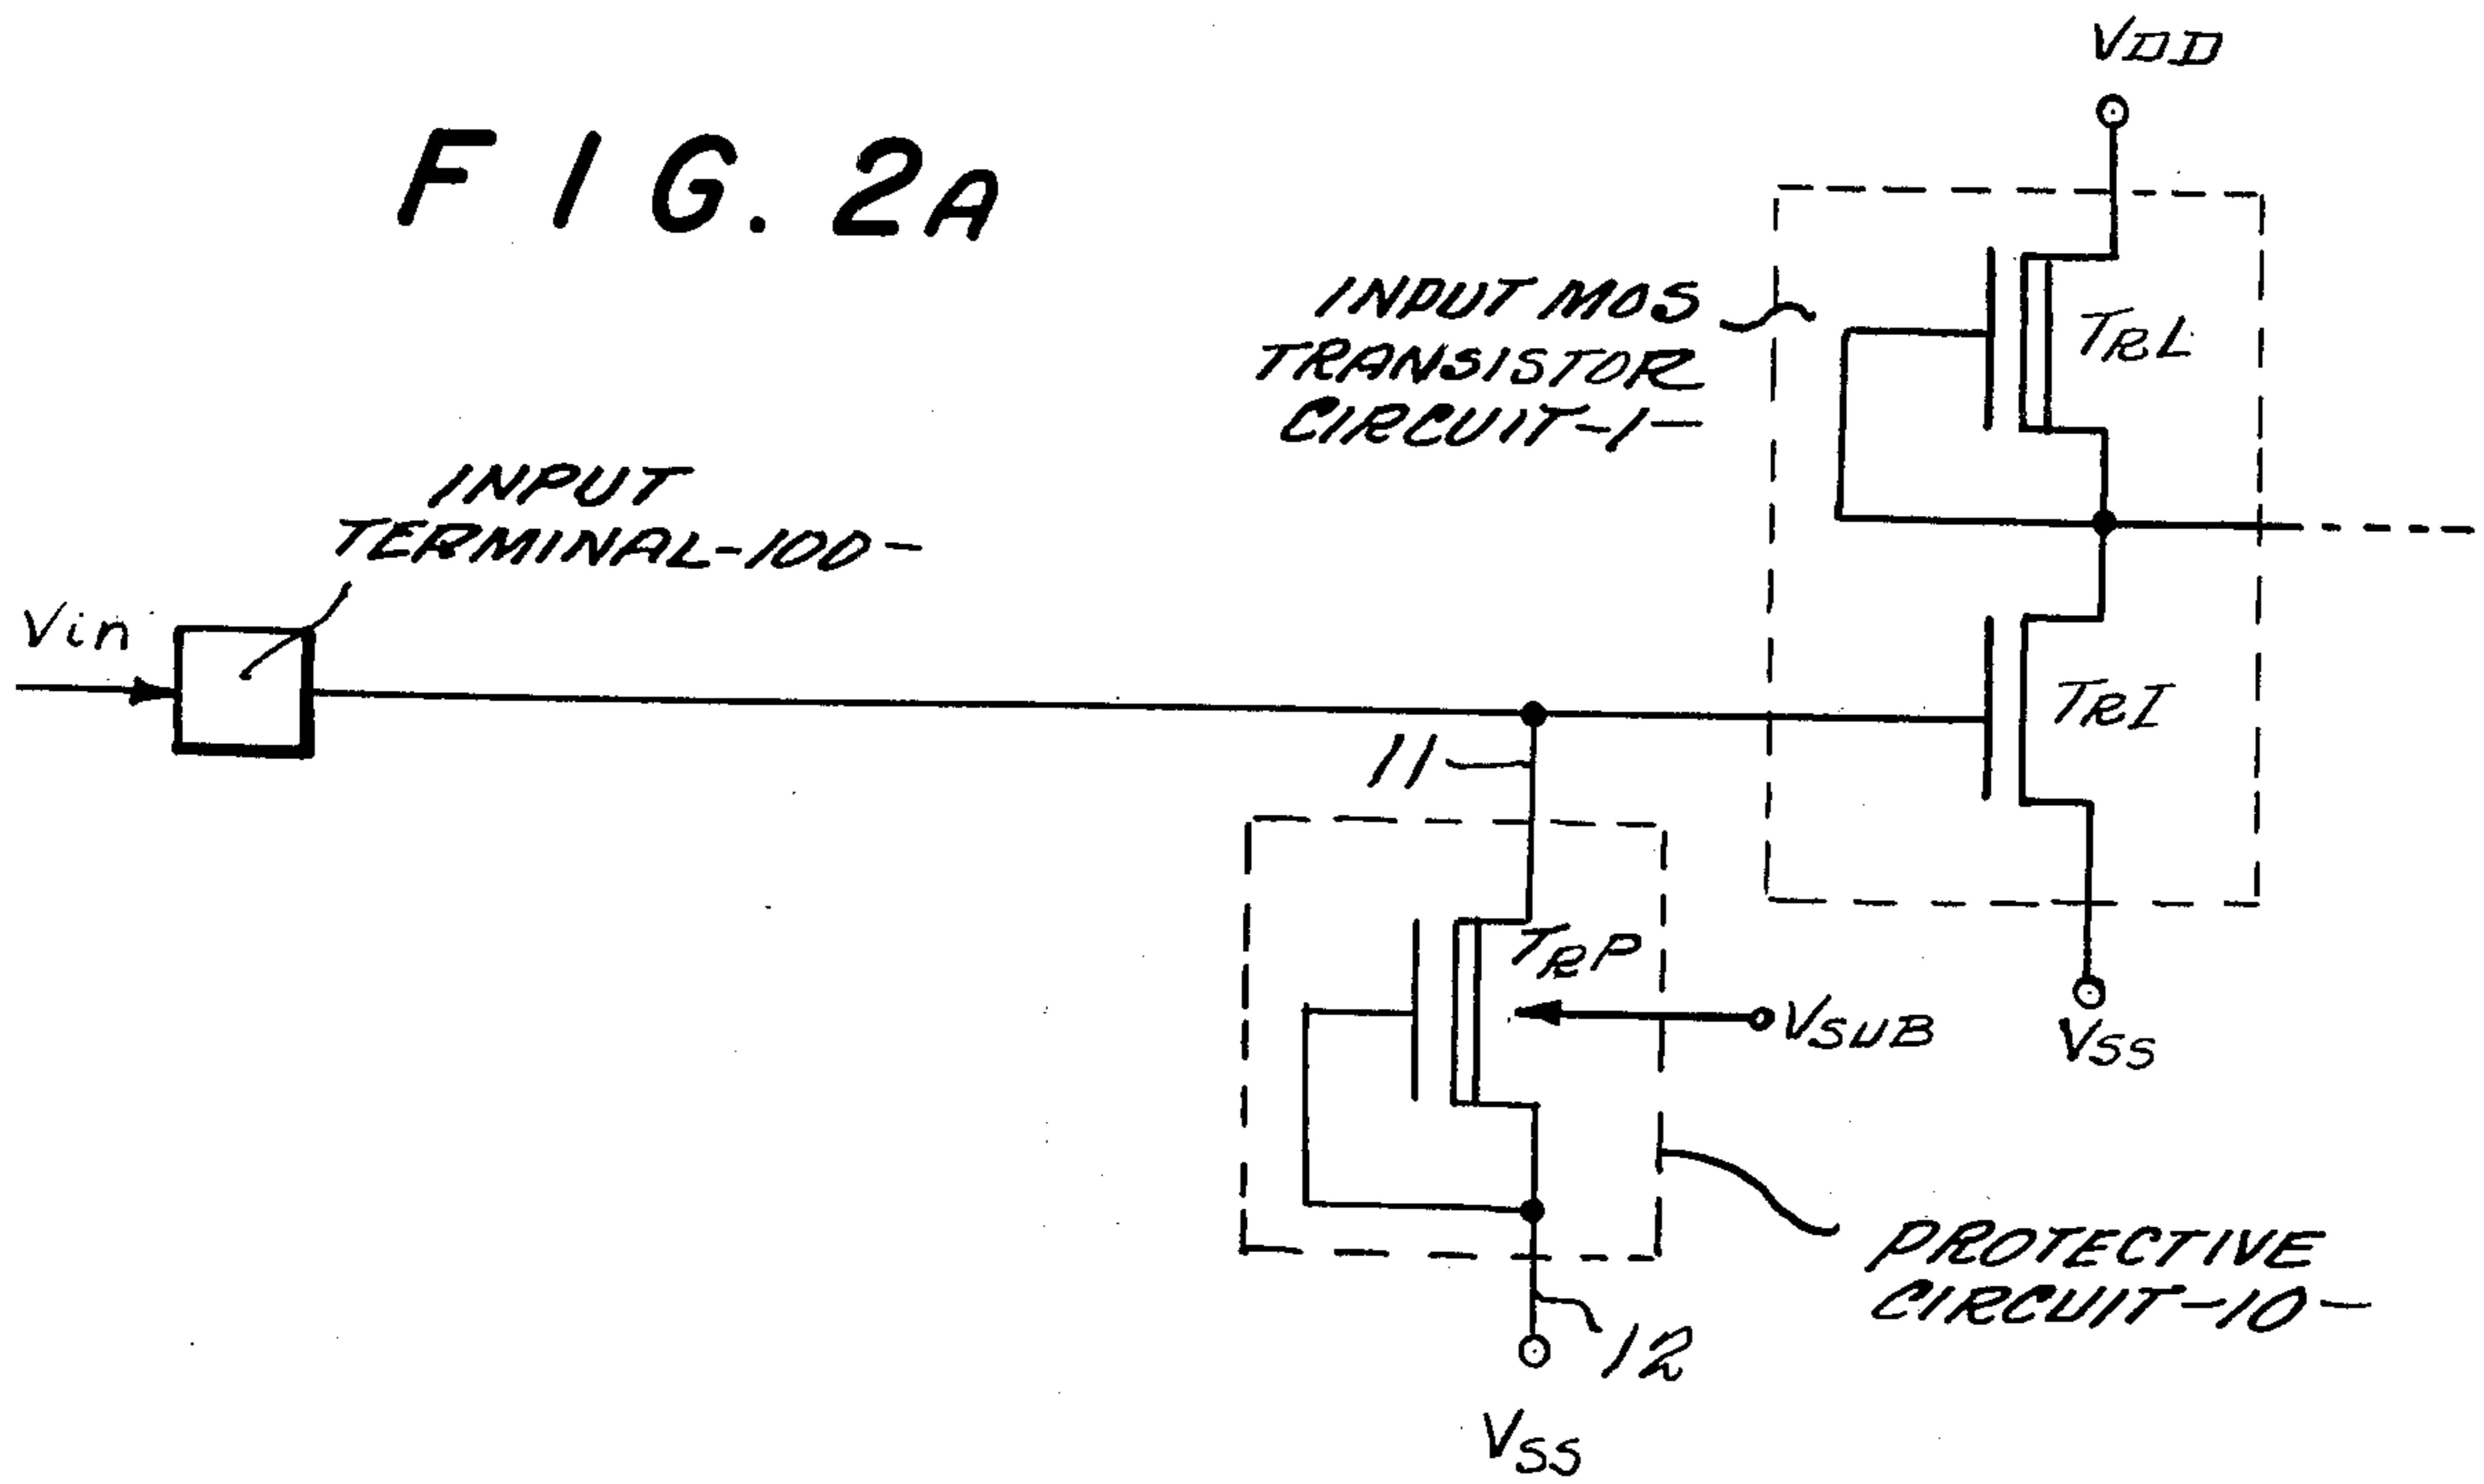 FIG. 2A
VDD
INPUT MOS
TRANSISTOR
CIRCUIT-1-
TRL
INPUT
TERMINAL-100-
Vin
TRI
11
TRP
VSUB
VSS
PROTECTIVE
CIRCUIT-10-
12
VSS